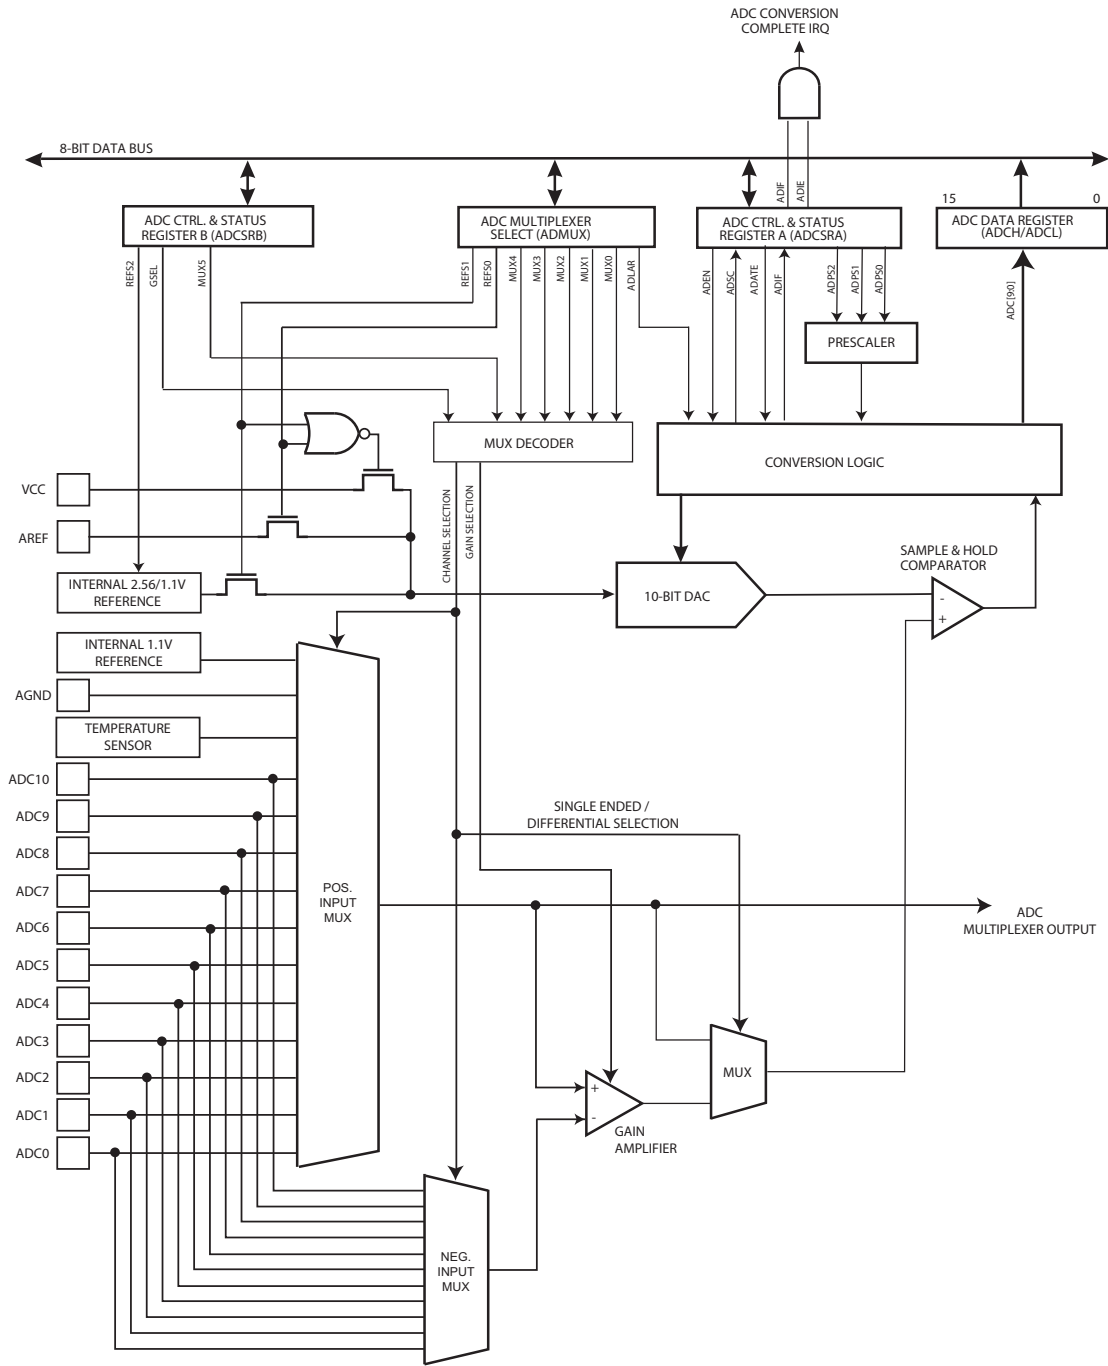 ADC CONVERSION
COMPLETE IRQ
8-BIT DATA BUS
ADIF
ADIE
15
0
ADC CTRL. & STATUS
REGISTER B (ADCSRB)
ADC MULTIPLEXER
SELECT (ADMUX)
ADC CTRL. & STATUS
REGISTER A (ADCSRA)
ADC DATA REGISTER
(ADCH/ADCL)
REFS2
GSEL
MUX5
REFS1
REFS0
MUX4
MUX3
MUX2
MUX1
MUX0
ADLAR
ADEN
ADSC
ADATE
ADIF
ADPS2
ADPS1
ADPS0
ADC[9:0]
PRESCALER
MUX DECODER
CONVERSION LOGIC
VCC
AREF
CHANNEL SELECTION
GAIN SELECTION
SAMPLE & HOLD
COMPARATOR
INTERNAL 2.56/1.1V
REFERENCE
10-BIT DAC
-
+
INTERNAL 1.1V
REFERENCE
AGND
TEMPERATURE
SENSOR
ADC10
ADC9
ADC8
ADC7
ADC6
ADC5
ADC4
ADC3
ADC2
ADC1
ADC0
SINGLE ENDED /
DIFFERENTIAL SELECTION
POS.
INPUT
MUX
ADC
MULTIPLEXER OUTPUT
MUX
+
-
GAIN
AMPLIFIER
NEG.
INPUT
MUX